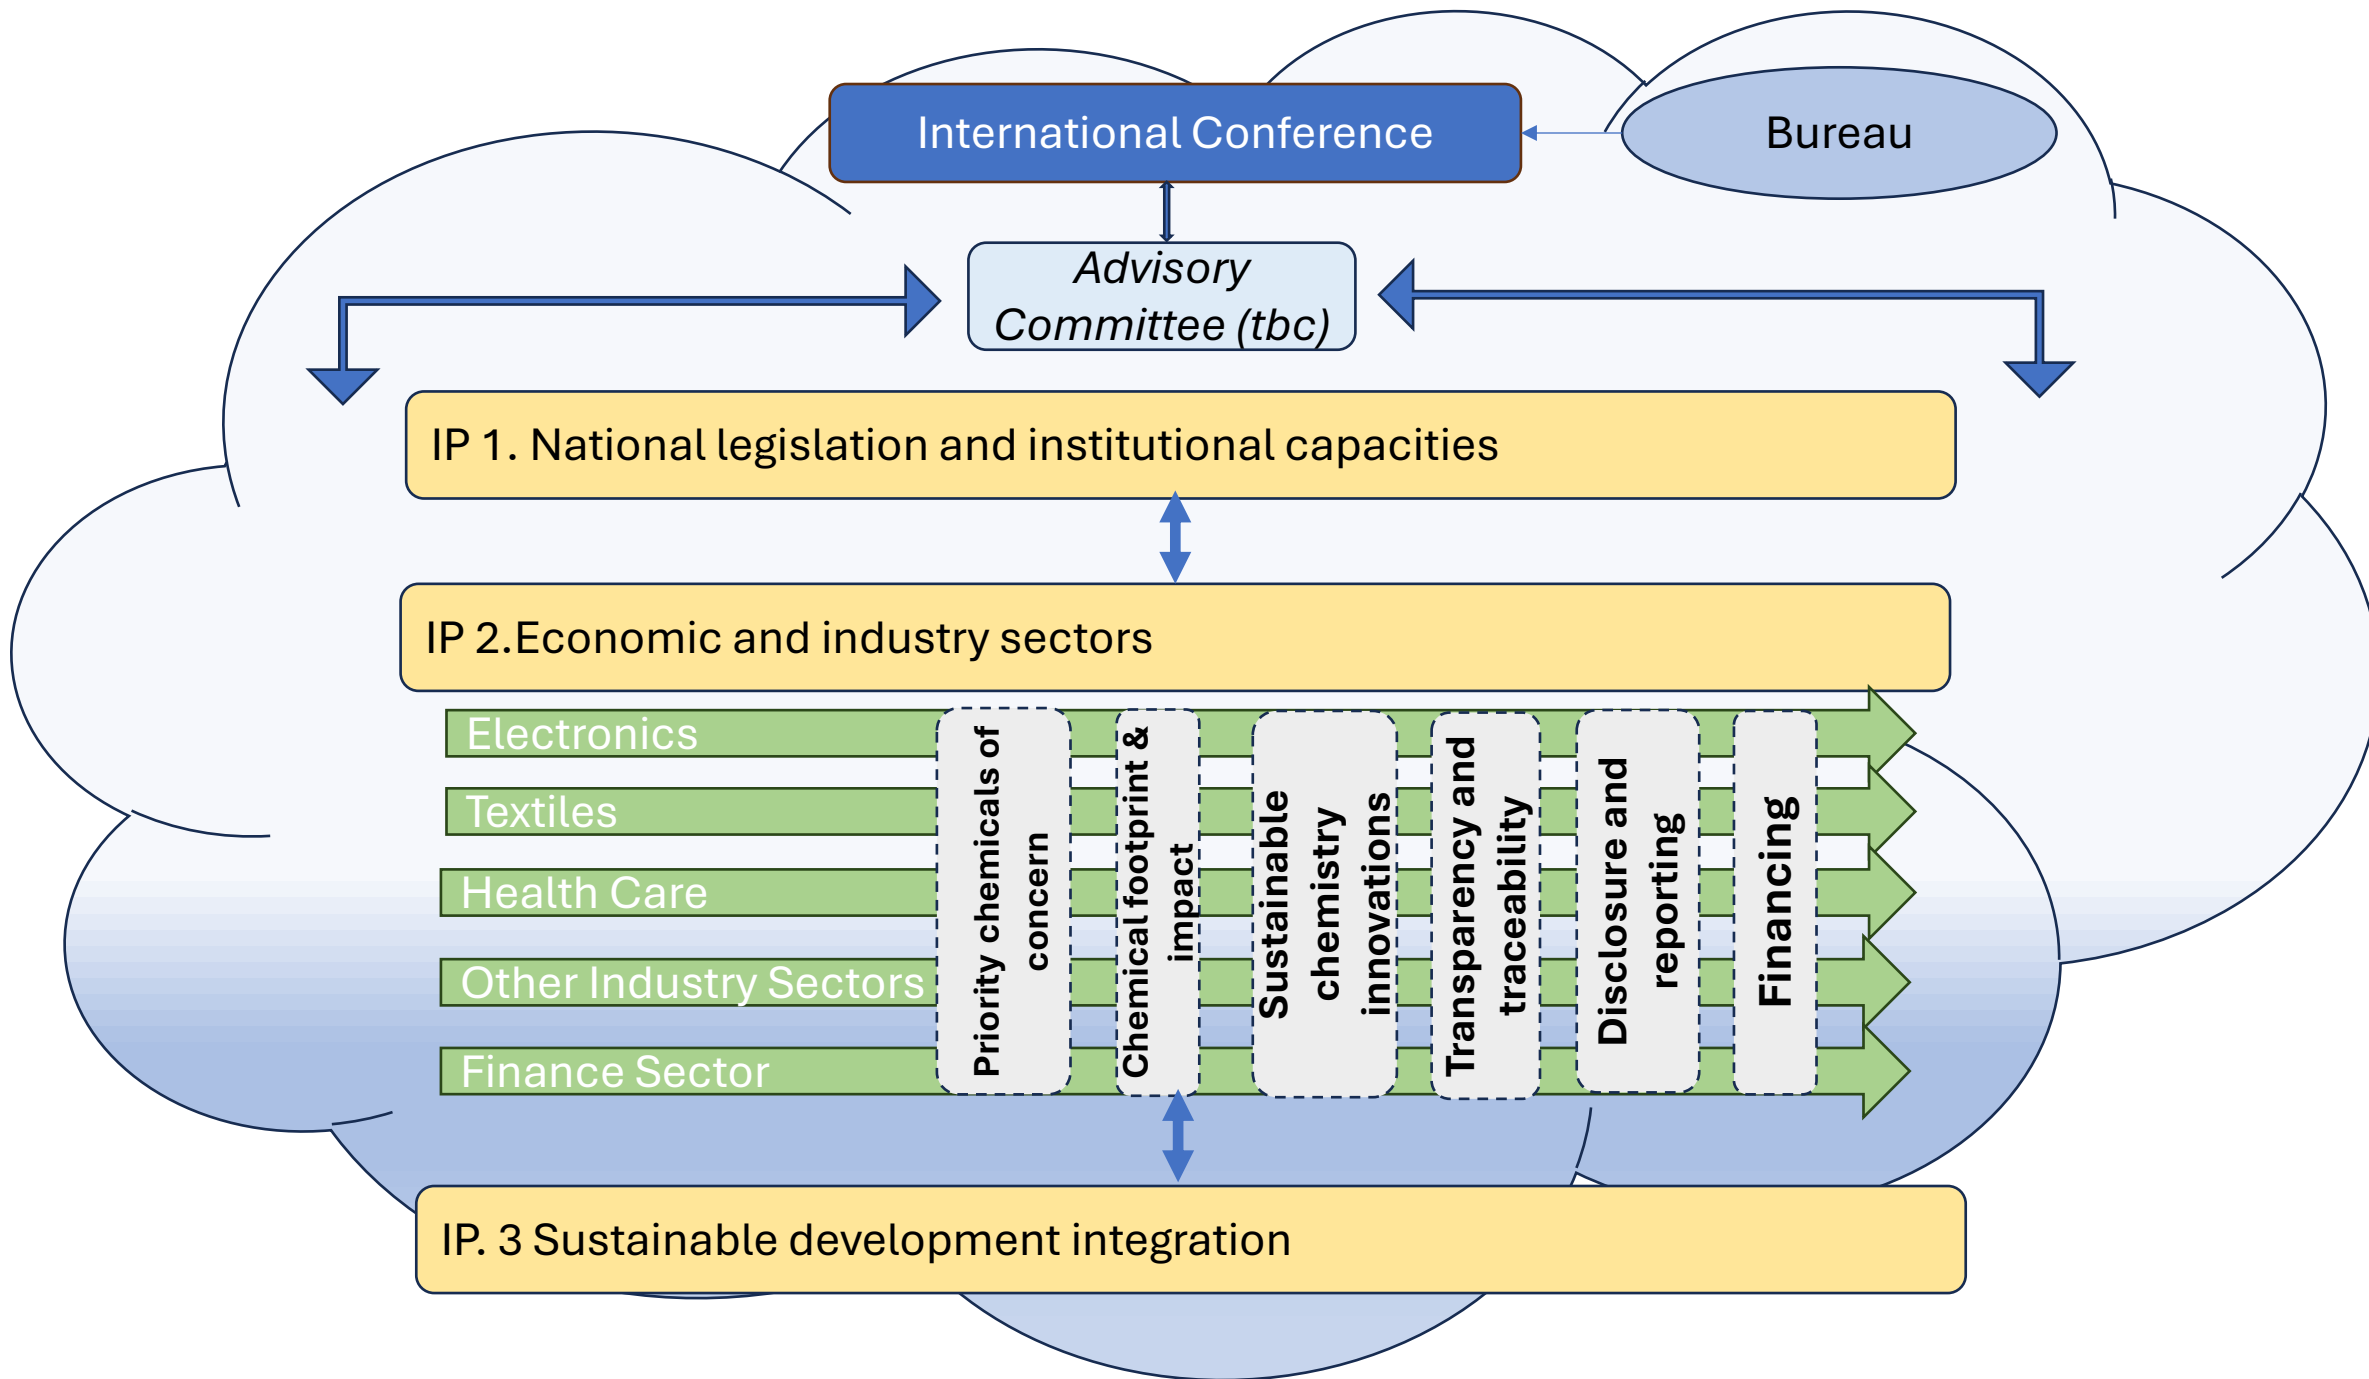 International Conference
Bureau
Advisory
Committee (tbc)
IP 1. National legislation and institutional capacities
IP 2.Economic and industry sectors
Electronics
Textiles
Health Care
Other Industry Sectors
Finance Sector
Priority chemicals of
concern
Chemical footprint &
impact
Sustainable
chemistry
innovations
Transparency and
traceability
Disclosure and
reporting
Financing
IP. 3 Sustainable development integration